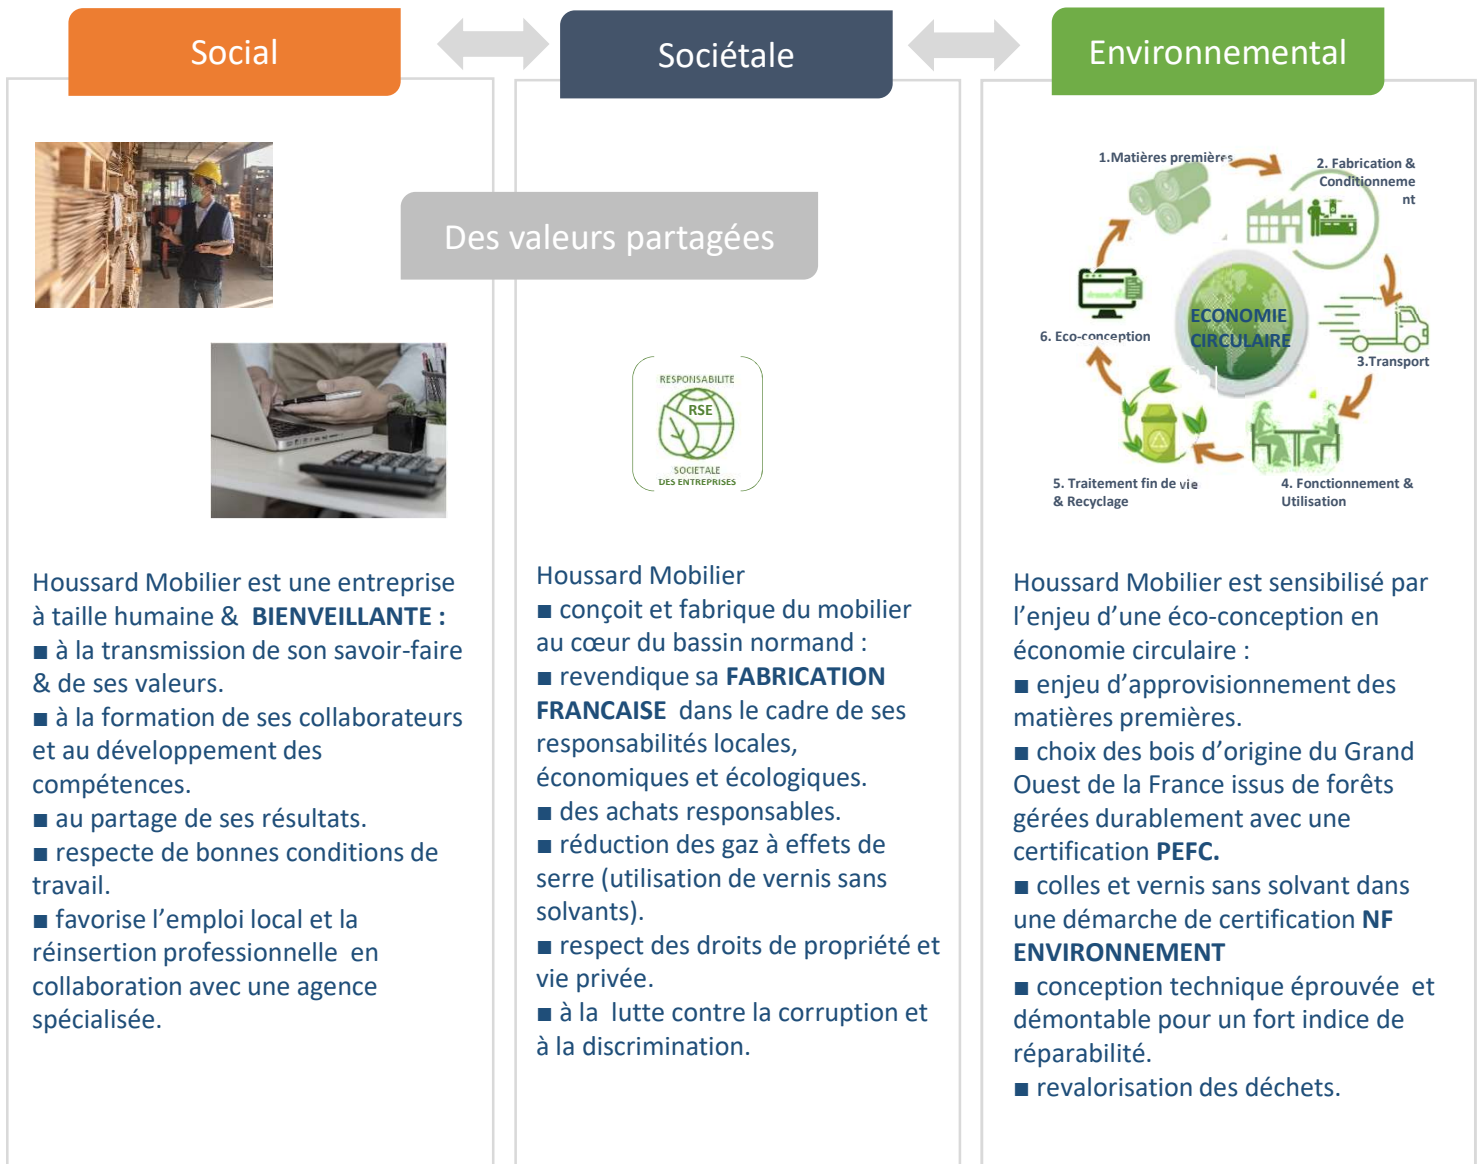 Social
Sociétale
Environnemental
Des valeurs partagées
Houssard Mobilier est une entreprise
à taille humaine & BIENVEILLANTE :
■ à la transmission de son savoir-faire
& de ses valeurs.
■ à la formation de ses collaborateurs
et au développement des
compétences.
■ au partage de ses résultats.
■ respecte de bonnes conditions de
travail.
■ favorise l’emploi local et la
réinsertion professionnelle en
collaboration avec une agence
spécialisée.
RESPONSABILITE
RSE
SOCIETALE
DES ENTREPRISES
Houssard Mobilier
■ conçoit et fabrique du mobilier
au cœur du bassin normand :
■ revendique sa FABRICATION
FRANCAISE dans le cadre de ses
responsabilités locales,
économiques et écologiques.
■ des achats responsables.
■ réduction des gaz à effets de
serre (utilisation de vernis sans
solvants).
■ respect des droits de propriété et
vie privée.
■ à la lutte contre la corruption et
à la discrimination.
1.Matières premières
2. Fabrication &
Conditionneme
nt
3.Transport
4. Fonctionnement &
Utilisation
5. Traitement fin de vie
& Recyclage
6. Eco-conception
ECONOMIE
CIRCULAIRE
Houssard Mobilier est sensibilisé par
l’enjeu d’une éco-conception en
économie circulaire :
■ enjeu d’approvisionnement des
matières premières.
■ choix des bois d’origine du Grand
Ouest de la France issus de forêts
gérées durablement avec une
certification PEFC.
■ colles et vernis sans solvant dans
une démarche de certification NF
ENVIRONNEMENT
■ conception technique éprouvée et
démontable pour un fort indice de
réparabilité.
■ revalorisation des déchets.